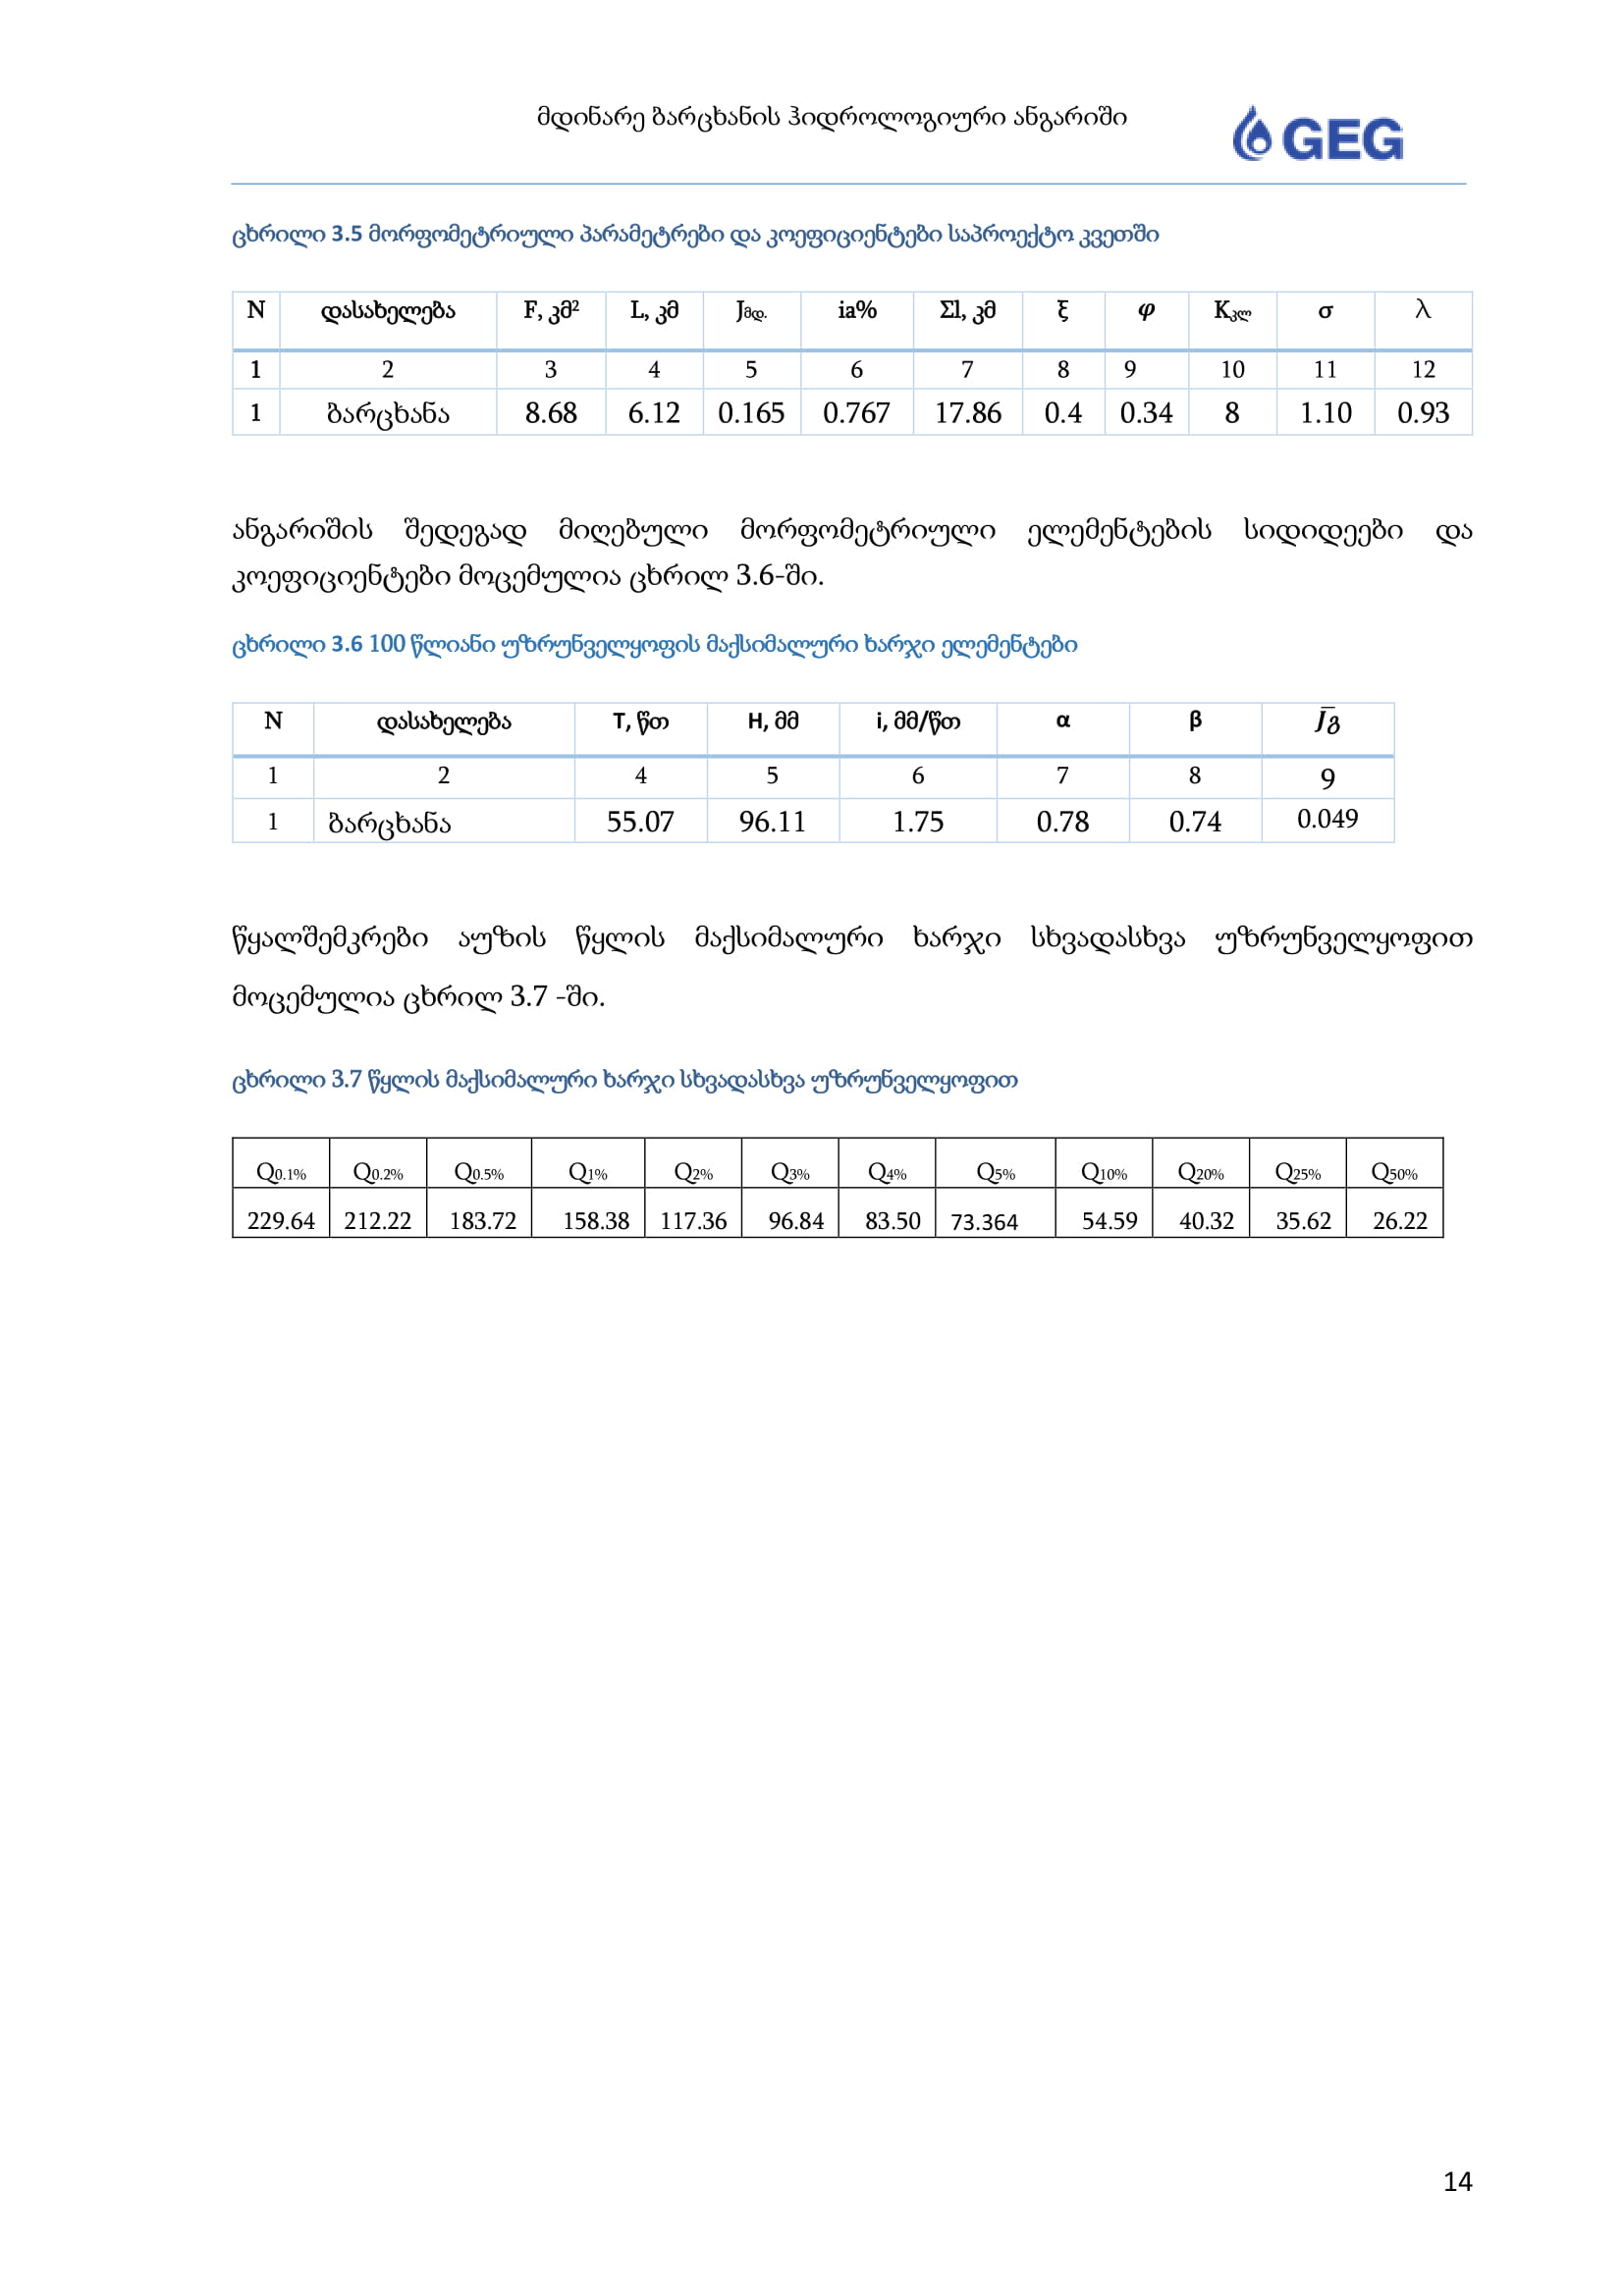 მდინარე ბარცხანის ჰიდროლოგიური ანგარიში
GEG
ცხრილი 3.5 მორფომეტრიული პარამეტრები და კოეფიციენტები საპროექტო კვეთში
N დასახელება F, კმ² L, კმ Jმდ. ia% Σl, კმ ξ φ Kკლ σ λ
1 2 3 4 5 6 7 8 9 10 11 12
1 ბარცხანა 8.68 6.12 0.165 0.767 17.86 0.4 0.34 8 1.10 0.93
ანგარიშის შედეგად მიღებული მორფომეტრიული ელემენტების სიდიდეები და
კოეფიციენტები მოცემულია ცხრილ 3.6-ში.
ცხრილი 3.6 100 წლიანი უზრუნველყოფის მაქსიმალური ხარჯი ელემენტები
N დასახელება T, წთ H, მმ i, მმ/წთ α β J̅გ
1 2 4 5 6 7 8 9
1 ბარცხანა 55.07 96.11 1.75 0.78 0.74 0.049
წყალშემკრები აუზის წყლის მაქსიმალური ხარჯი სხვადასხვა უზრუნველყოფით
მოცემულია ცხრილ 3.7 -ში.
ცხრილი 3.7 წყლის მაქსიმალური ხარჯი სხვადასხვა უზრუნველყოფით
Q0.1% Q0.2% Q0.5% Q1% Q2% Q3% Q4% Q5% Q10% Q20% Q25% Q50%
229.64 212.22 183.72 158.38 117.36 96.84 83.50 73.364 54.59 40.32 35.62 26.22
14